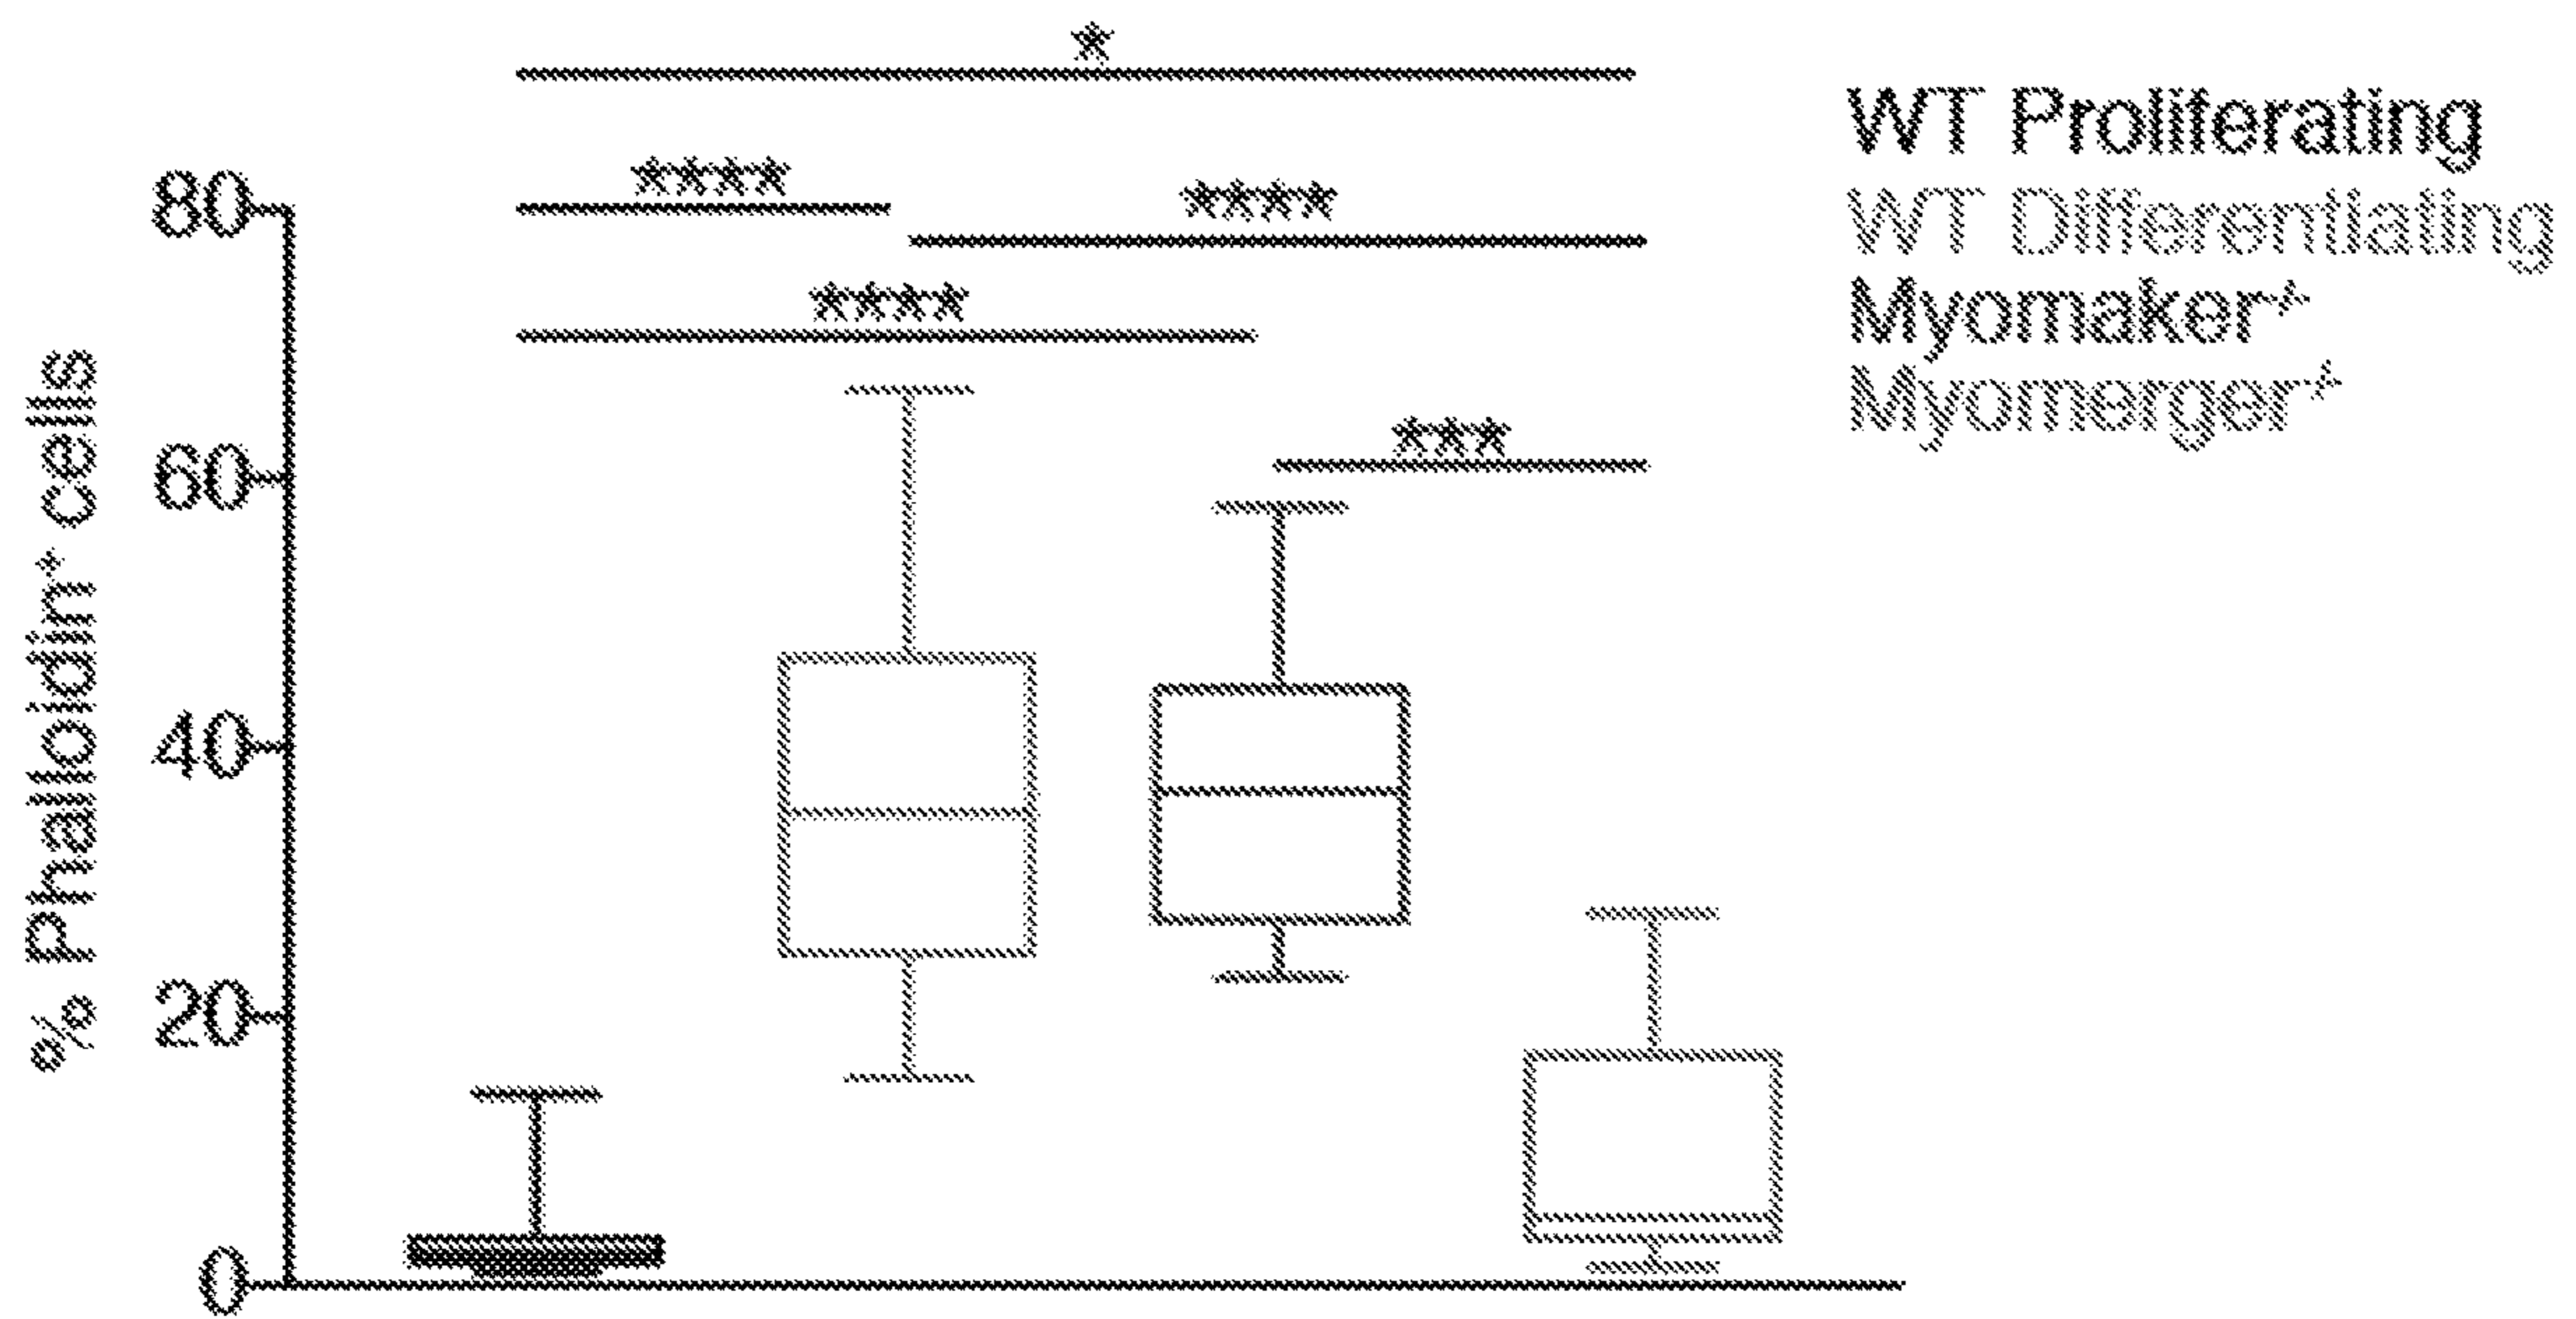 *
WT Proliferating
WT Differentiating
Myomaker⁺
Myomerger⁺
****
****
****
***
% Phalloidin⁺ cells
80
60
40
20
0